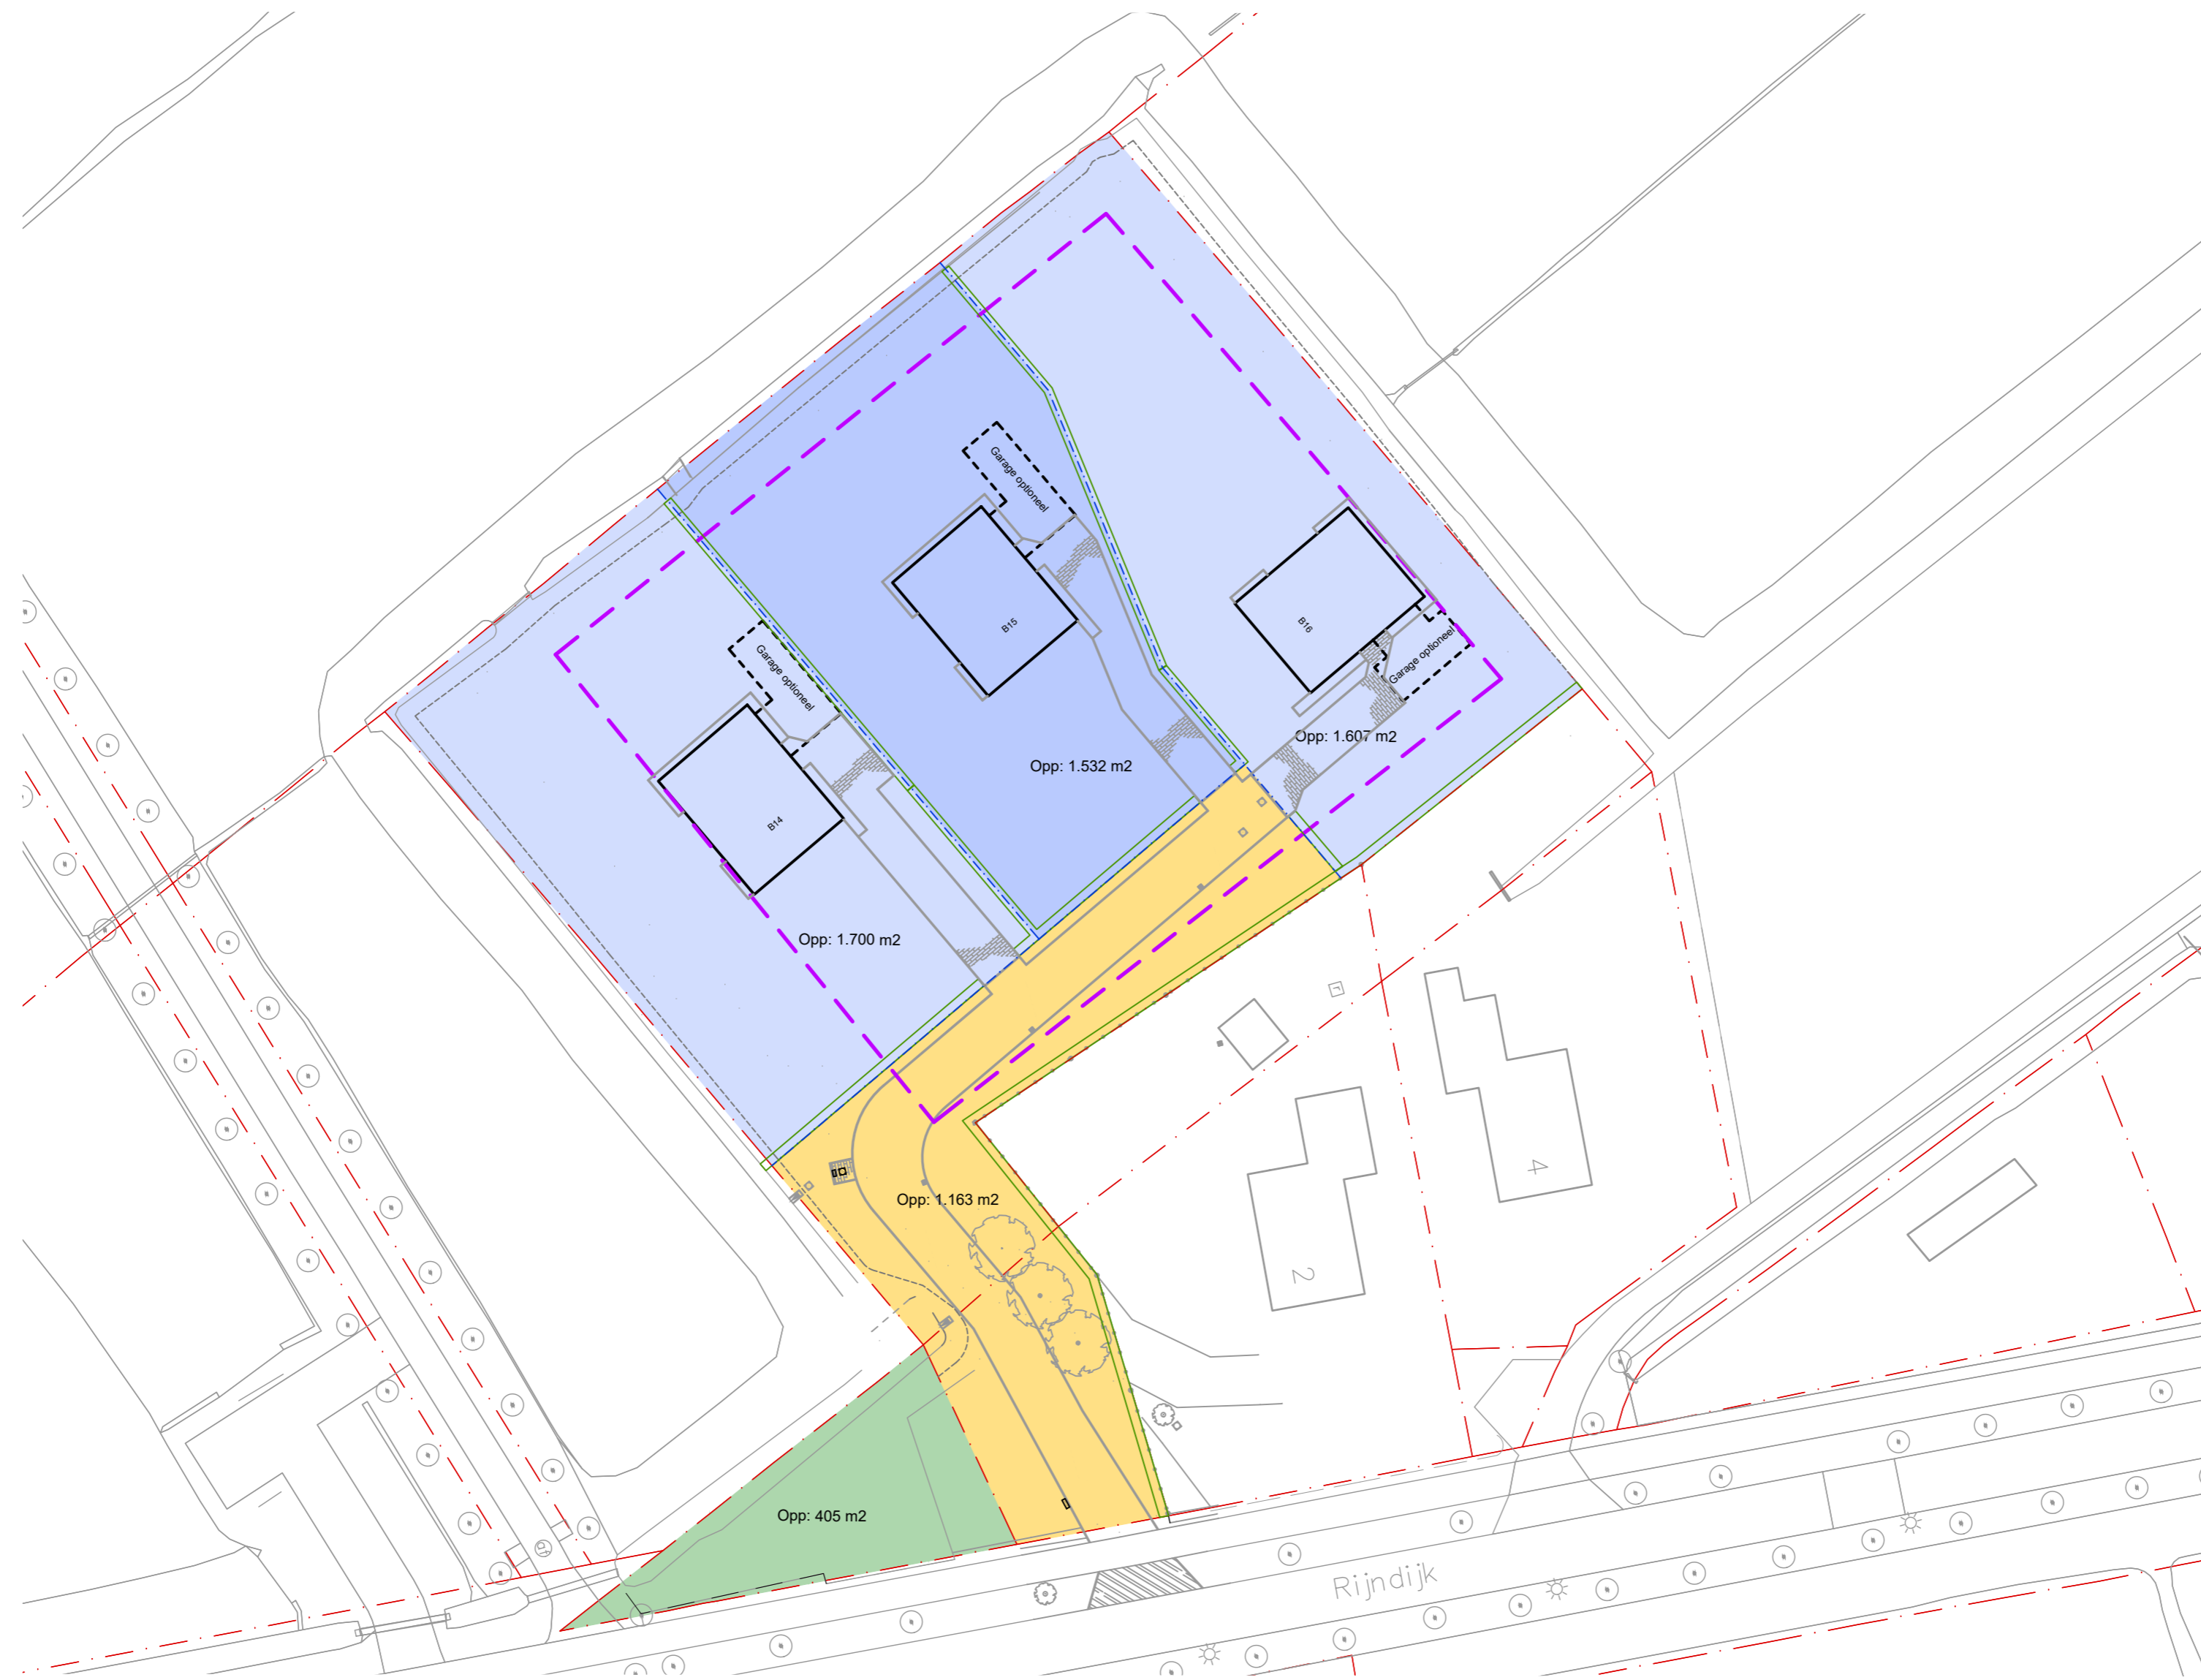 Garage optioneel
B15
Garage optioneel
B16
Garage optioneel
B14
Opp: 1.607 m2
Opp: 1.532 m2
Opp: 1.700 m2
Opp: 1.163 m2
4
2
Opp: 405 m2
Rijndijk